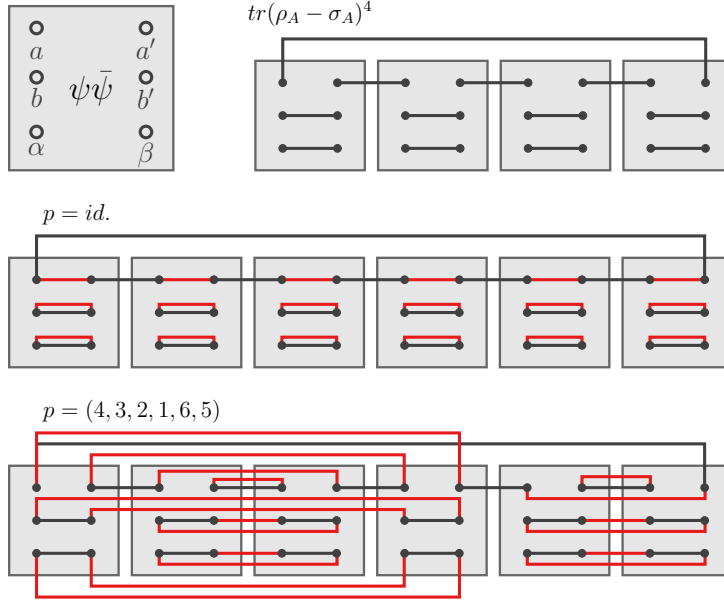 a a′
b ψψ̄ b′
α β
tr(ρ_A − σ_A)^4
p = id.
p = (4, 3, 2, 1, 6, 5)